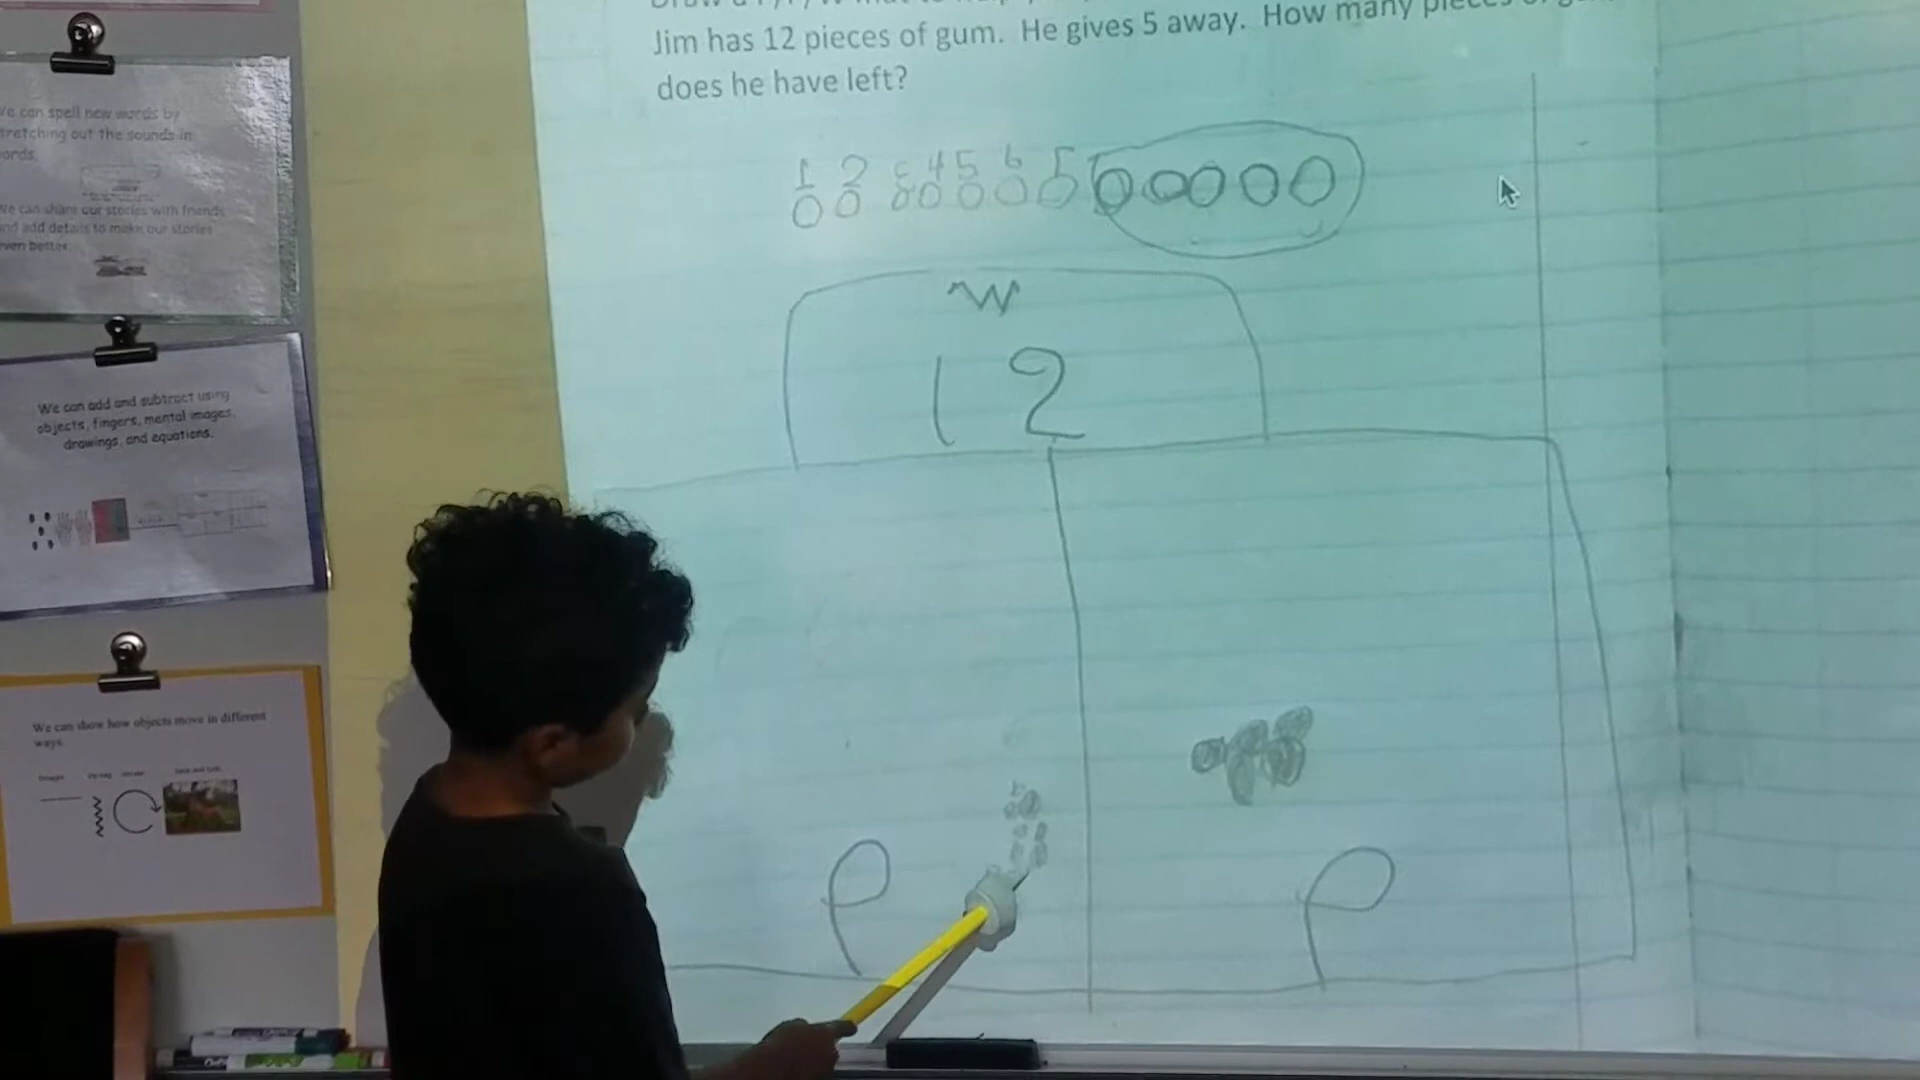 Jim has 12 pieces of gum. He gives 5 away. How many pieces of
does he have left?
1 2 4 5 6
W
12
P P
We can spell new words by
stretching out the sounds in
words.
We can share our stories with friends
and add details to make our stories
even better.
We can add and subtract using
objects, fingers, mental images,
drawings, and equations.
We can show how objects move in different
ways.